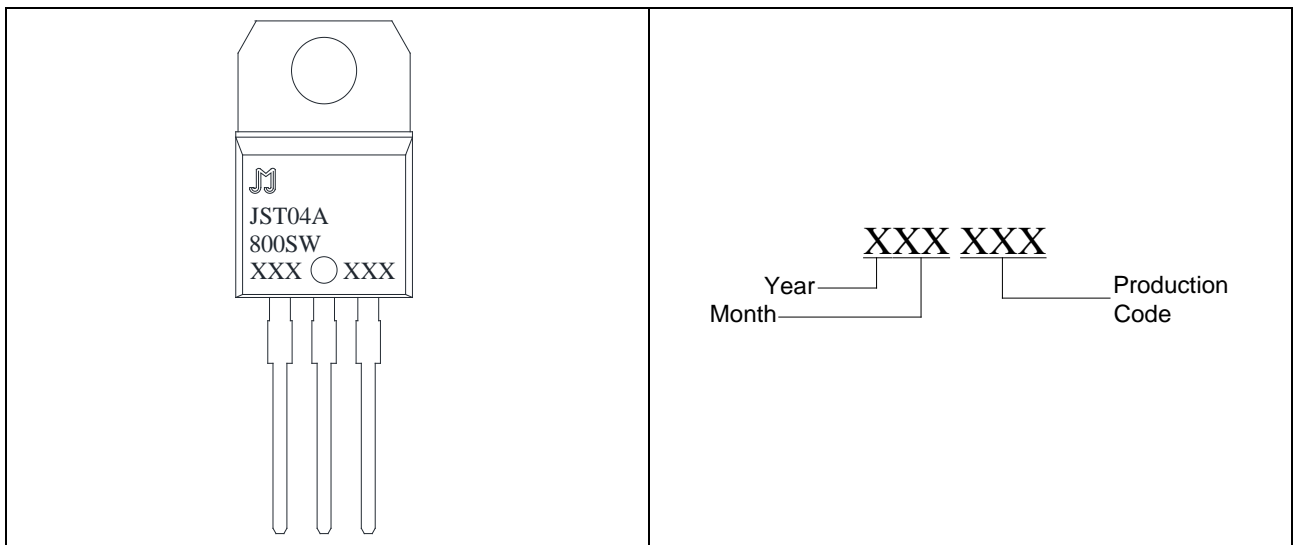 JST04A
800SW
XXX XXX
XXX XXX
Year
Month
Production
Code